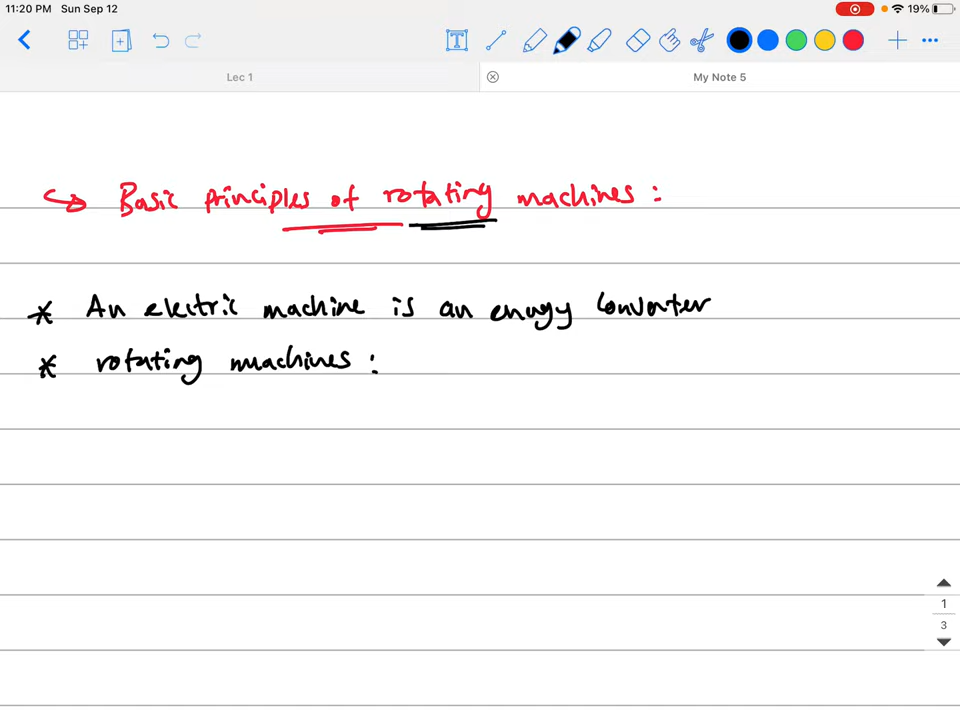 11:20 PM Sun Sep 12
19%
Lec 1
My Note 5
↪ Basic principles of rotating machines :
* An electric machine is an energy converter
* rotating machines :
1
3